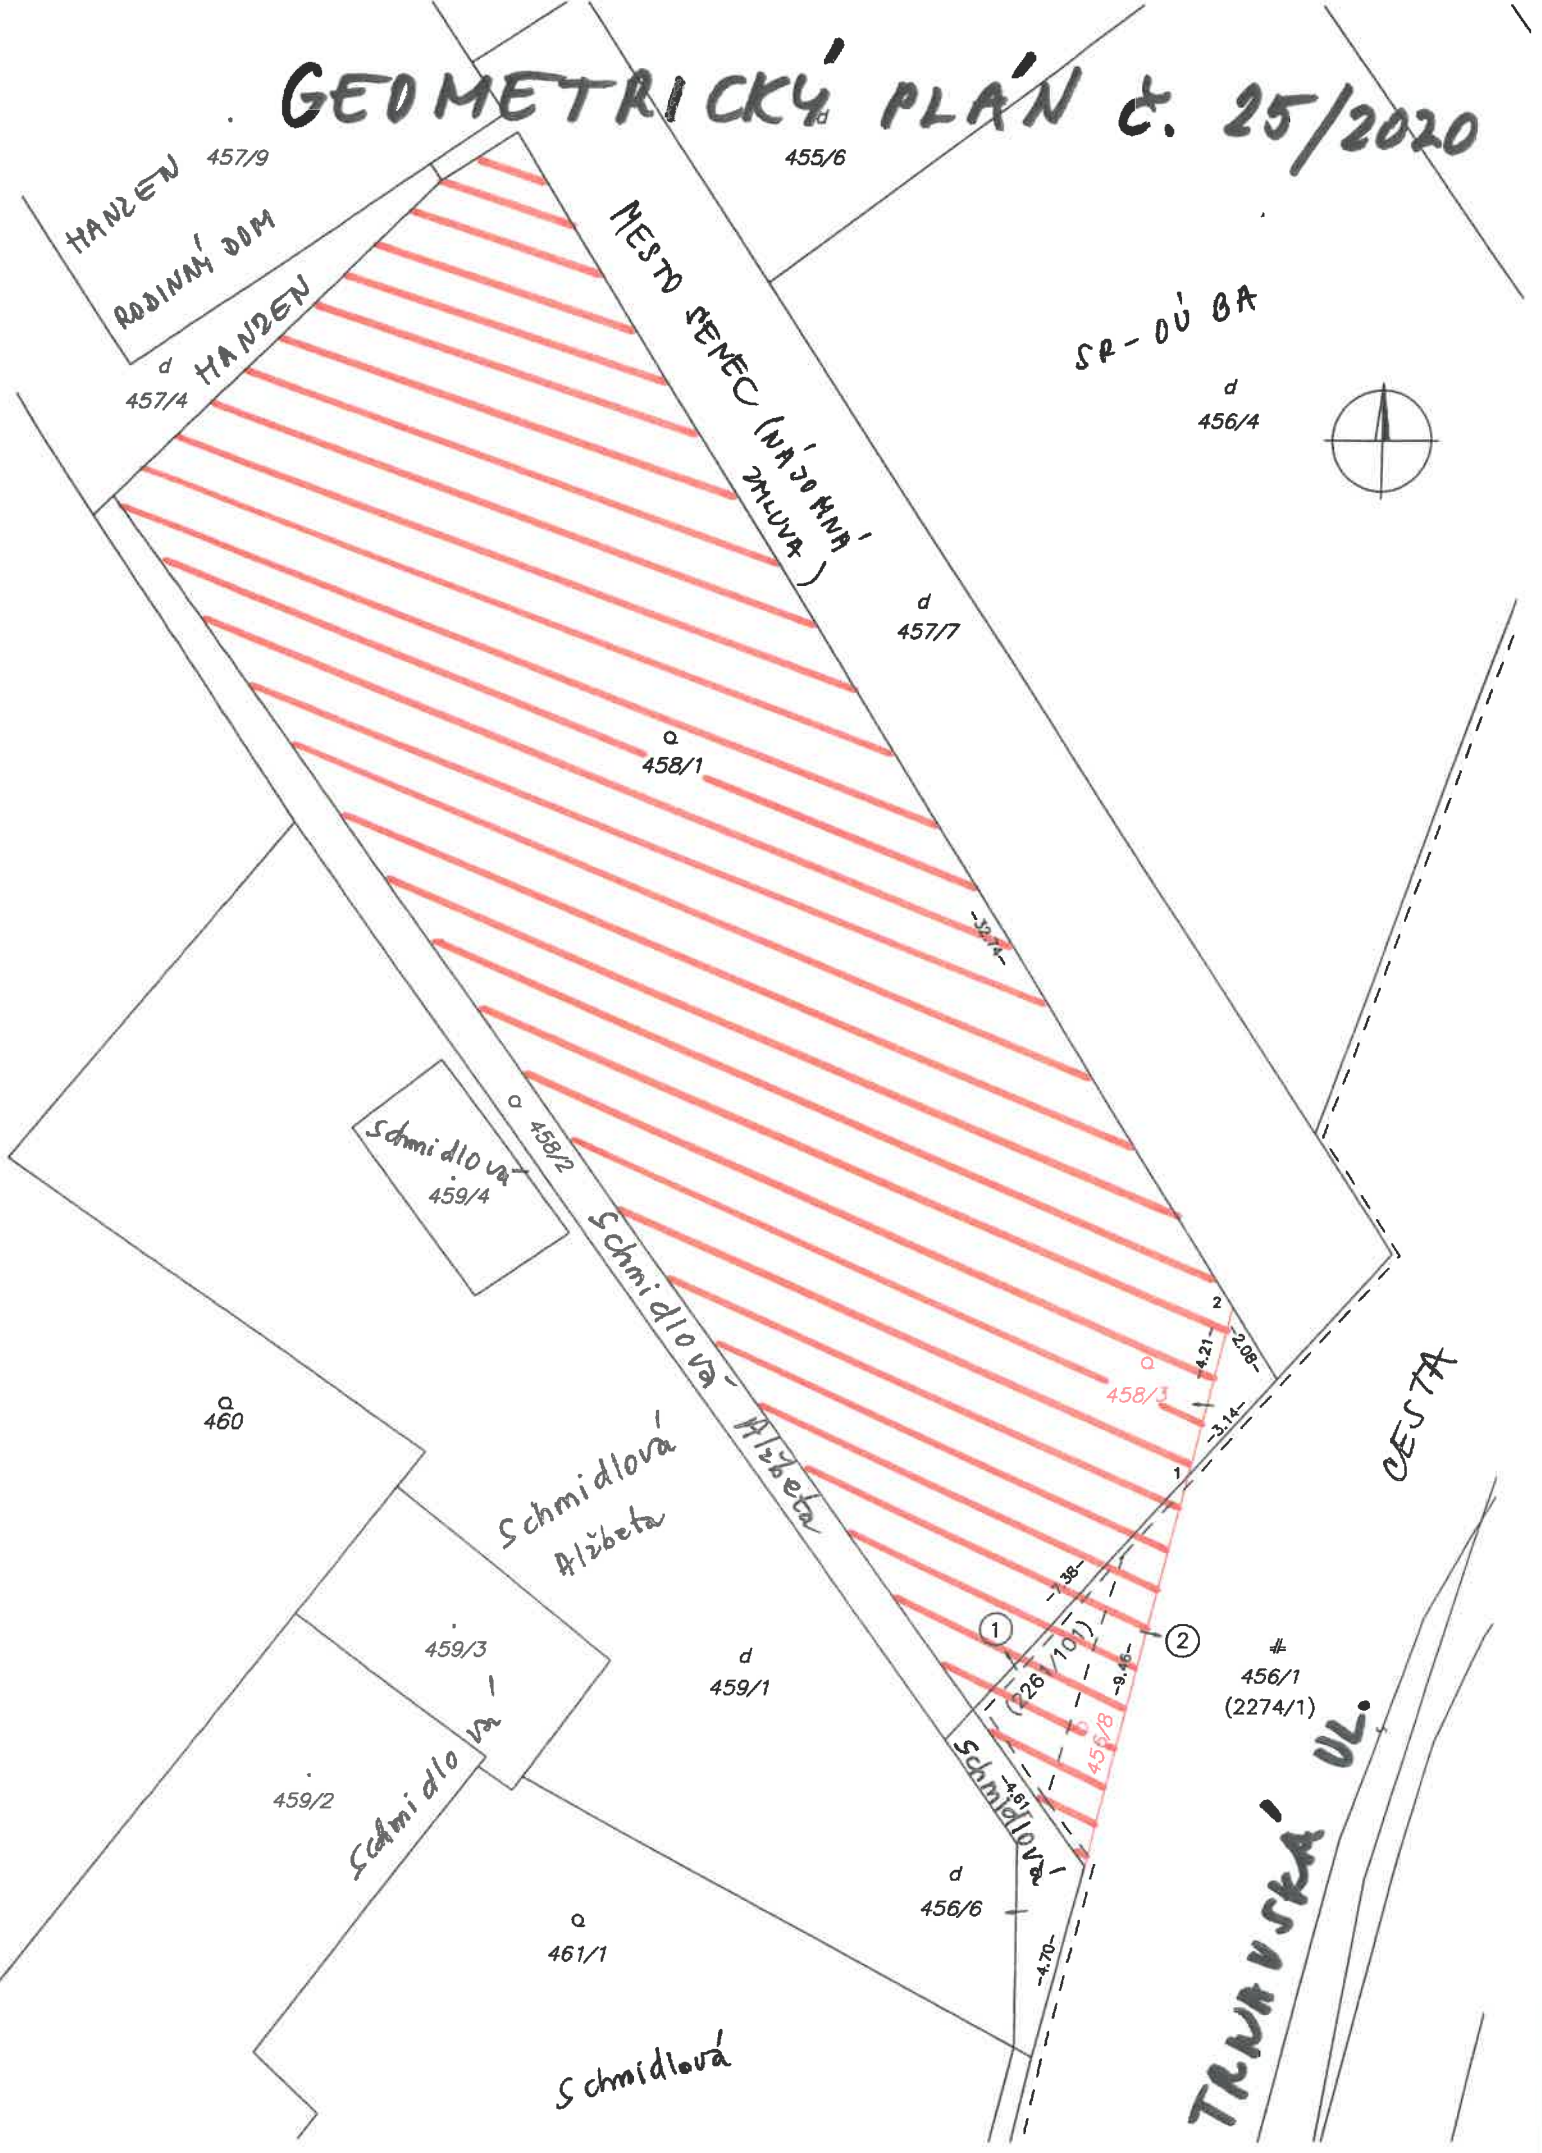 GEOMETRICKÝ PLÁN č. 25/2020
457/9
d
455/6
HANZEN
RODINNÝ DOM
HANZEN
d
457/4
MESTO SENEC (NÁJOMNÁ
ZMLUVA)
SR - OÚ BA
d
456/4
d
457/7
458/1
-32.74-
458/2
Schmidlová
459/4
Schmidlová Alžbeta
2
-4.21-
-2.08-
458/3
-3.14-
1
CESTA
460
Schmidlová
Alžbeta
-7.38-
1
(2261/101)
2
-9.46-
456/8
456/1
(2274/1)
459/3
d
459/1
Schmidlová
459/2
Schmidlová
-4.61-
d
456/6
-4.70-
461/1
Schmidlová
TRNAVSKÁ UL.